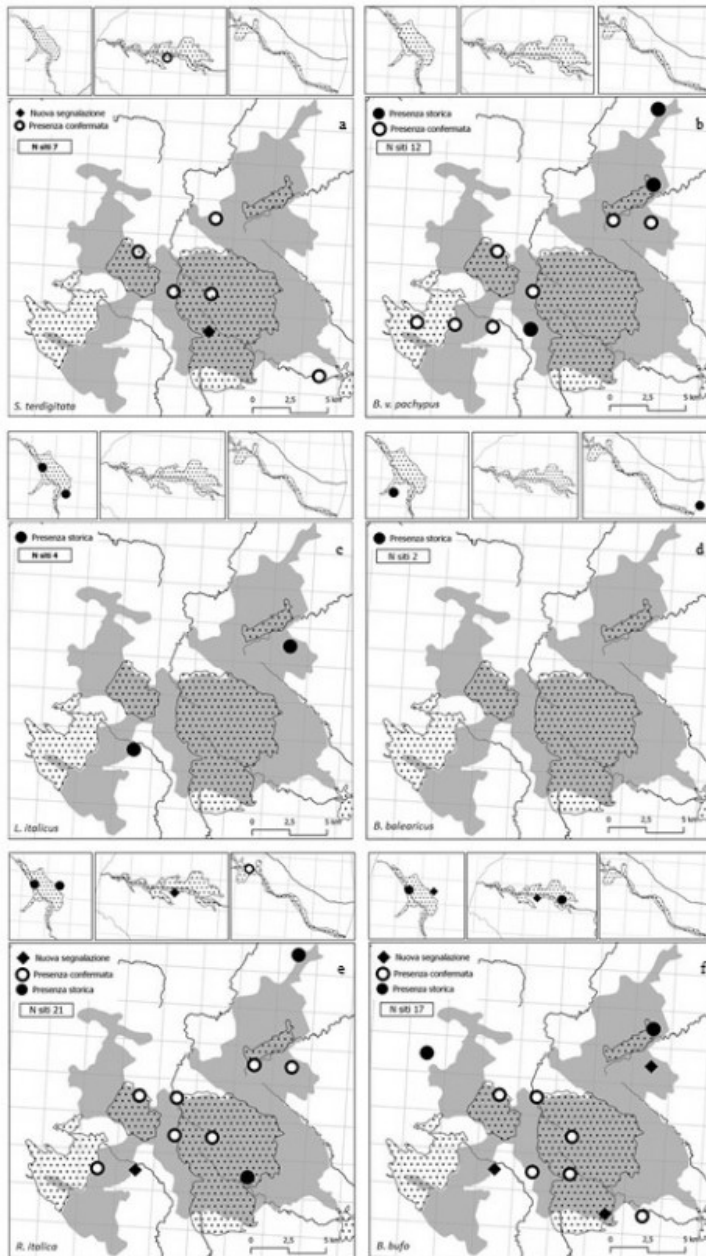 Nuova segnalazione
Presenza confermata
a
N siti 7
S. terdigitata
0 2,5 5 km
Presenza storica
b
Presenza confermata
N siti 12
B. v. pachypus
0 2,5 5 km
Presenza storica
c
N siti 4
L. italicus
0 2,5 5 km
Presenza storica
d
N siti 2
B. balearicus
0 2,5 5 km
Nuova segnalazione
e
Presenza confermata
Presenza storica
N siti 21
R. italica
0 2,5 5 km
Nuova segnalazione
f
Presenza confermata
Presenza storica
N siti 17
B. bufo
0 2,5 5 km